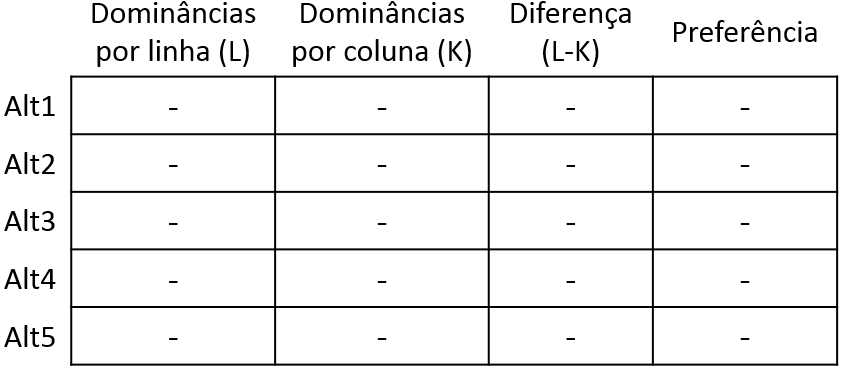 Dominâncias por linha (L) Dominâncias por coluna (K) Diferença (L-K) Preferência
Alt1 - - - -
Alt2 - - - -
Alt3 - - - -
Alt4 - - - -
Alt5 - - - -